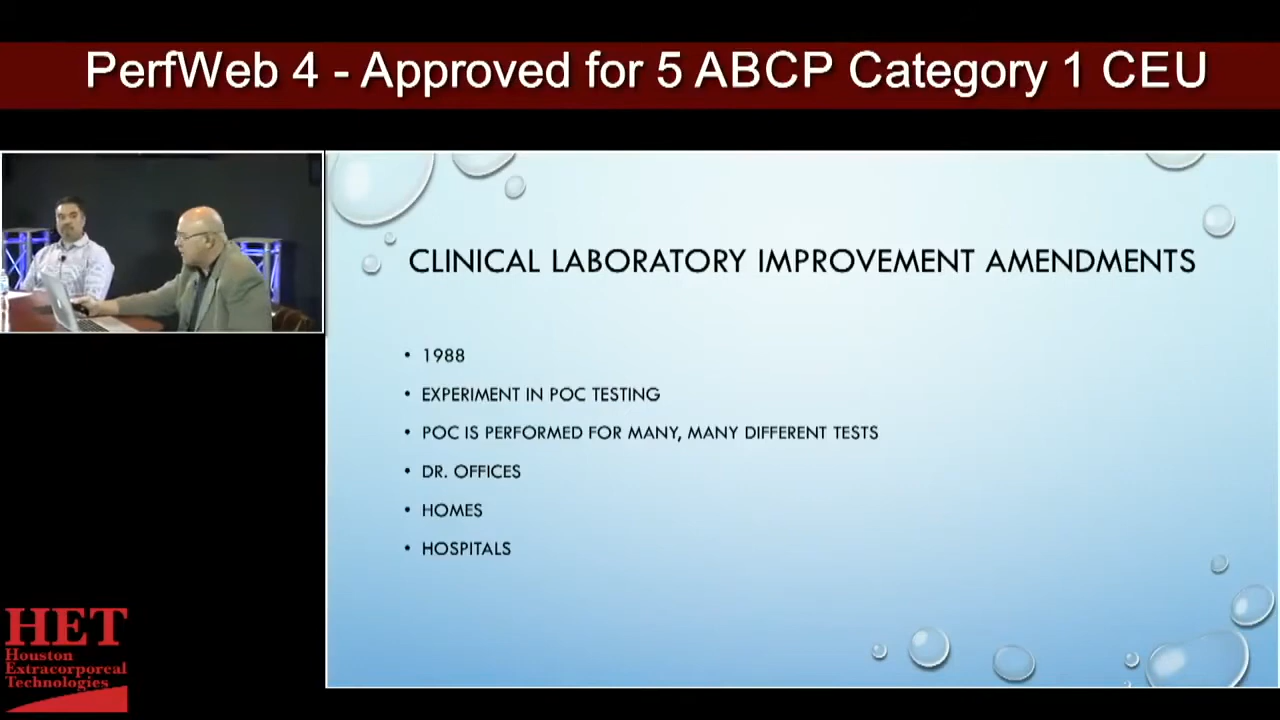 PerfWeb 4 - Approved for 5 ABCP Category 1 CEU
CLINICAL LABORATORY IMPROVEMENT AMENDMENTS
• 1988
• EXPERIMENT IN POC TESTING
• POC IS PERFORMED FOR MANY, MANY DIFFERENT TESTS
• DR. OFFICES
• HOMES
• HOSPITALS
HET
Houston
Extracorporeal
Technologies